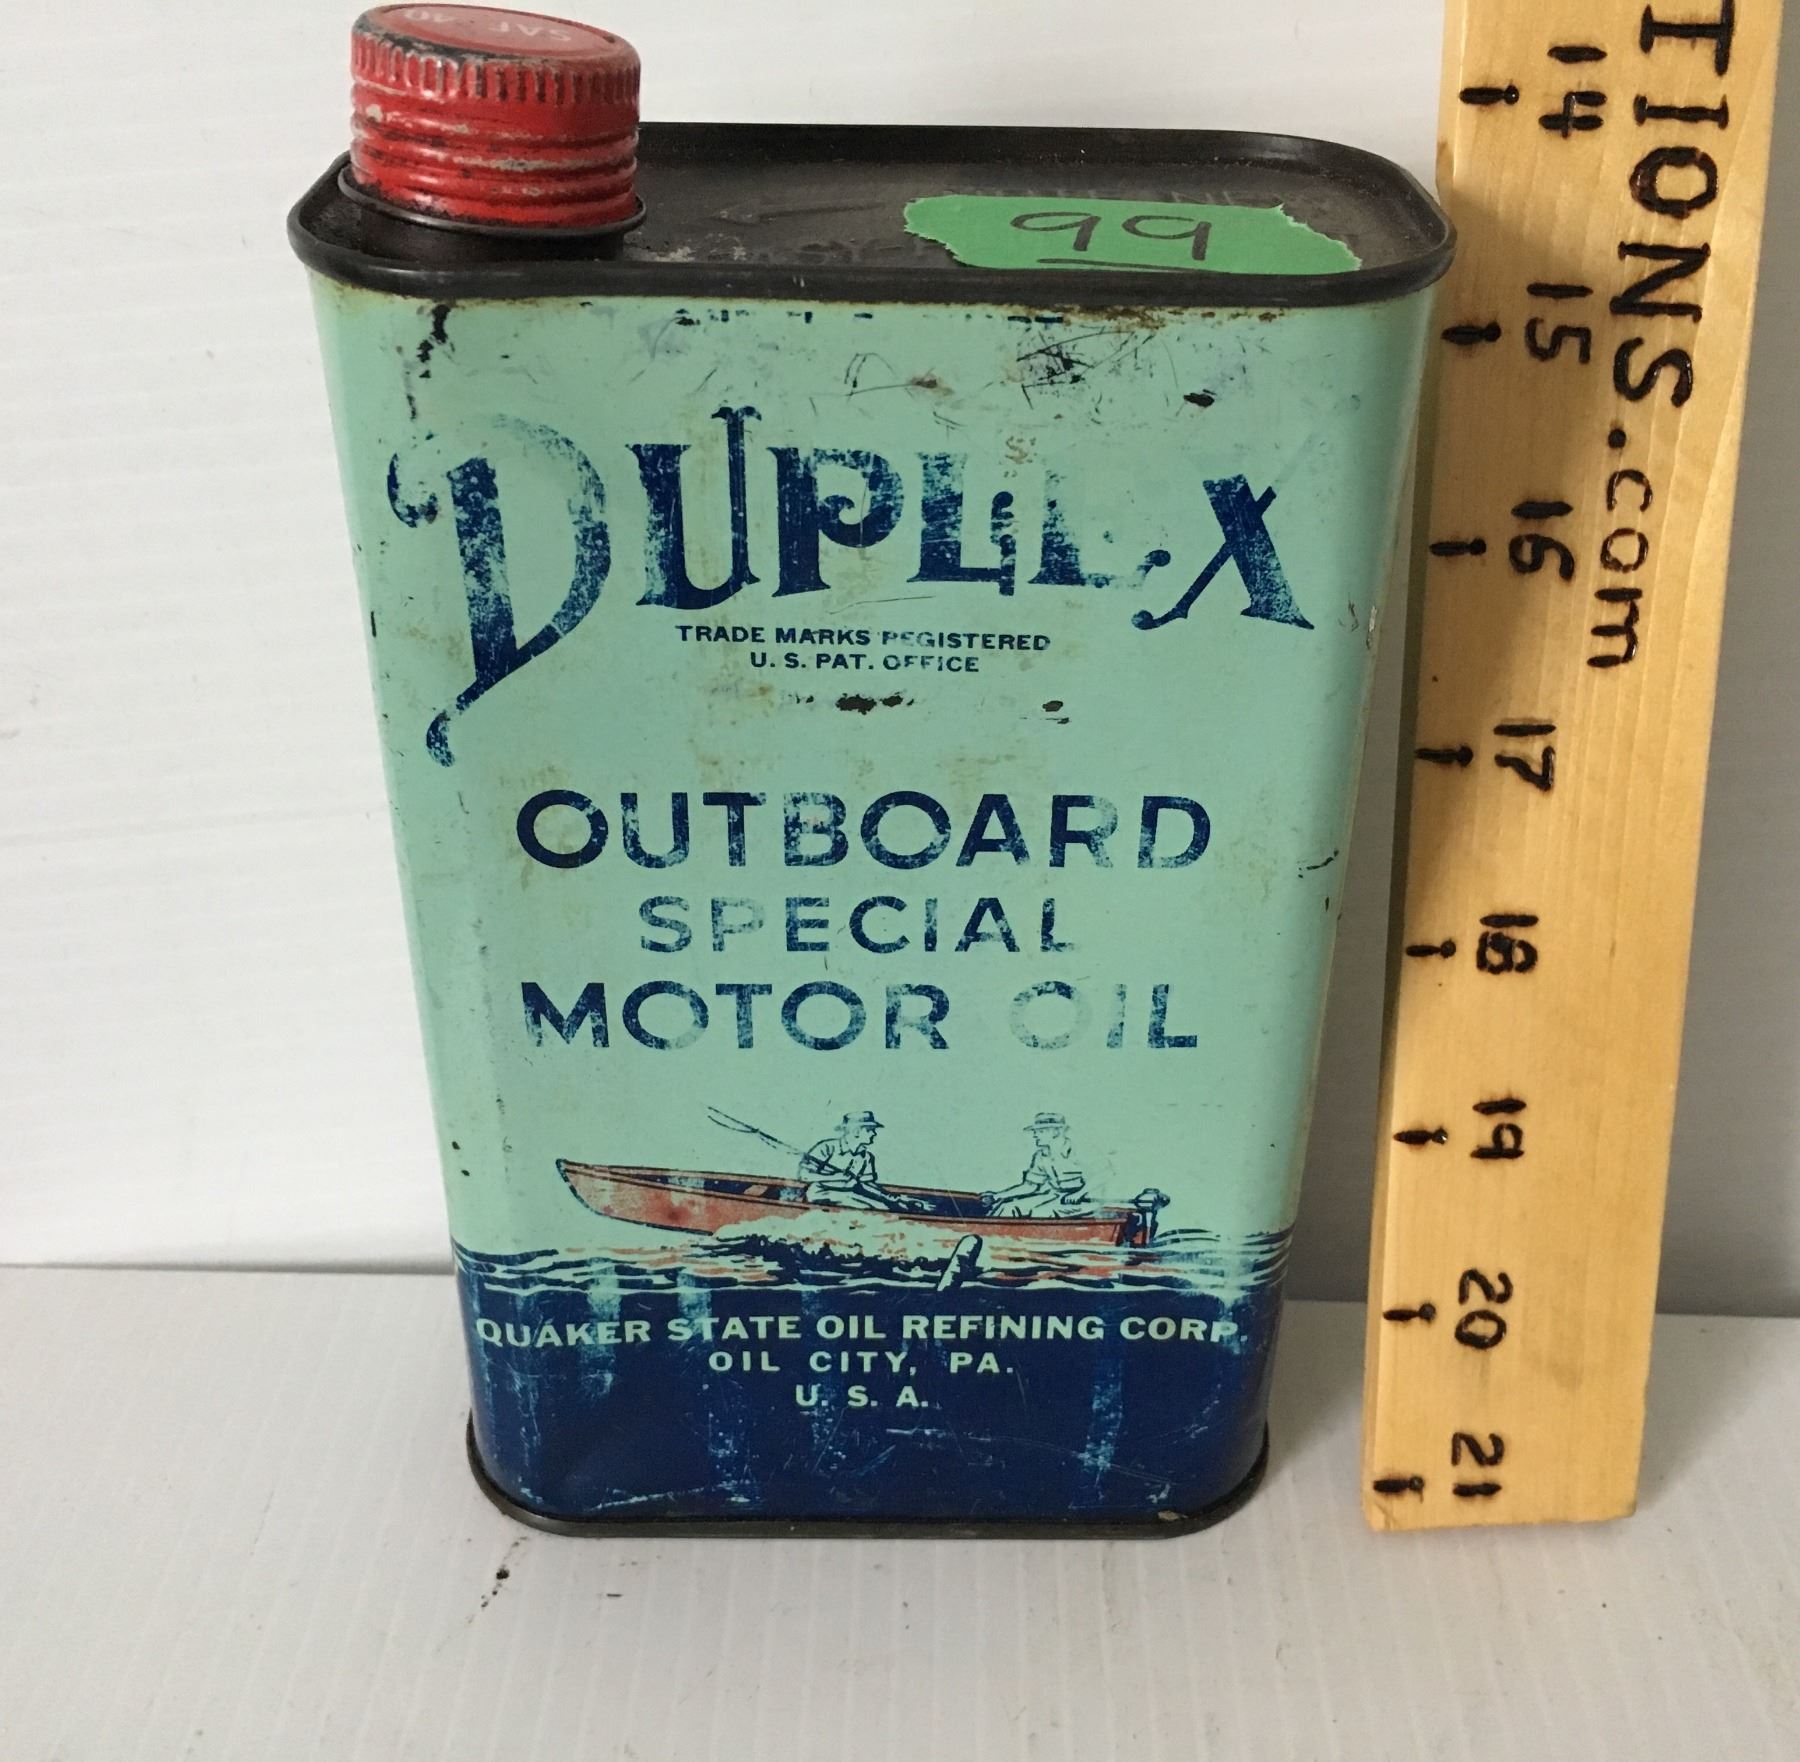 SAE 40
99
DUPLEX
TRADE MARKS REGISTERED
U. S. PAT. OFFICE
OUTBOARD
SPECIAL
MOTOR OIL
QUAKER STATE OIL REFINING CORP.
OIL CITY, PA.
U. S. A.
TIONS.com
14
15
16
17
18
19
20
21